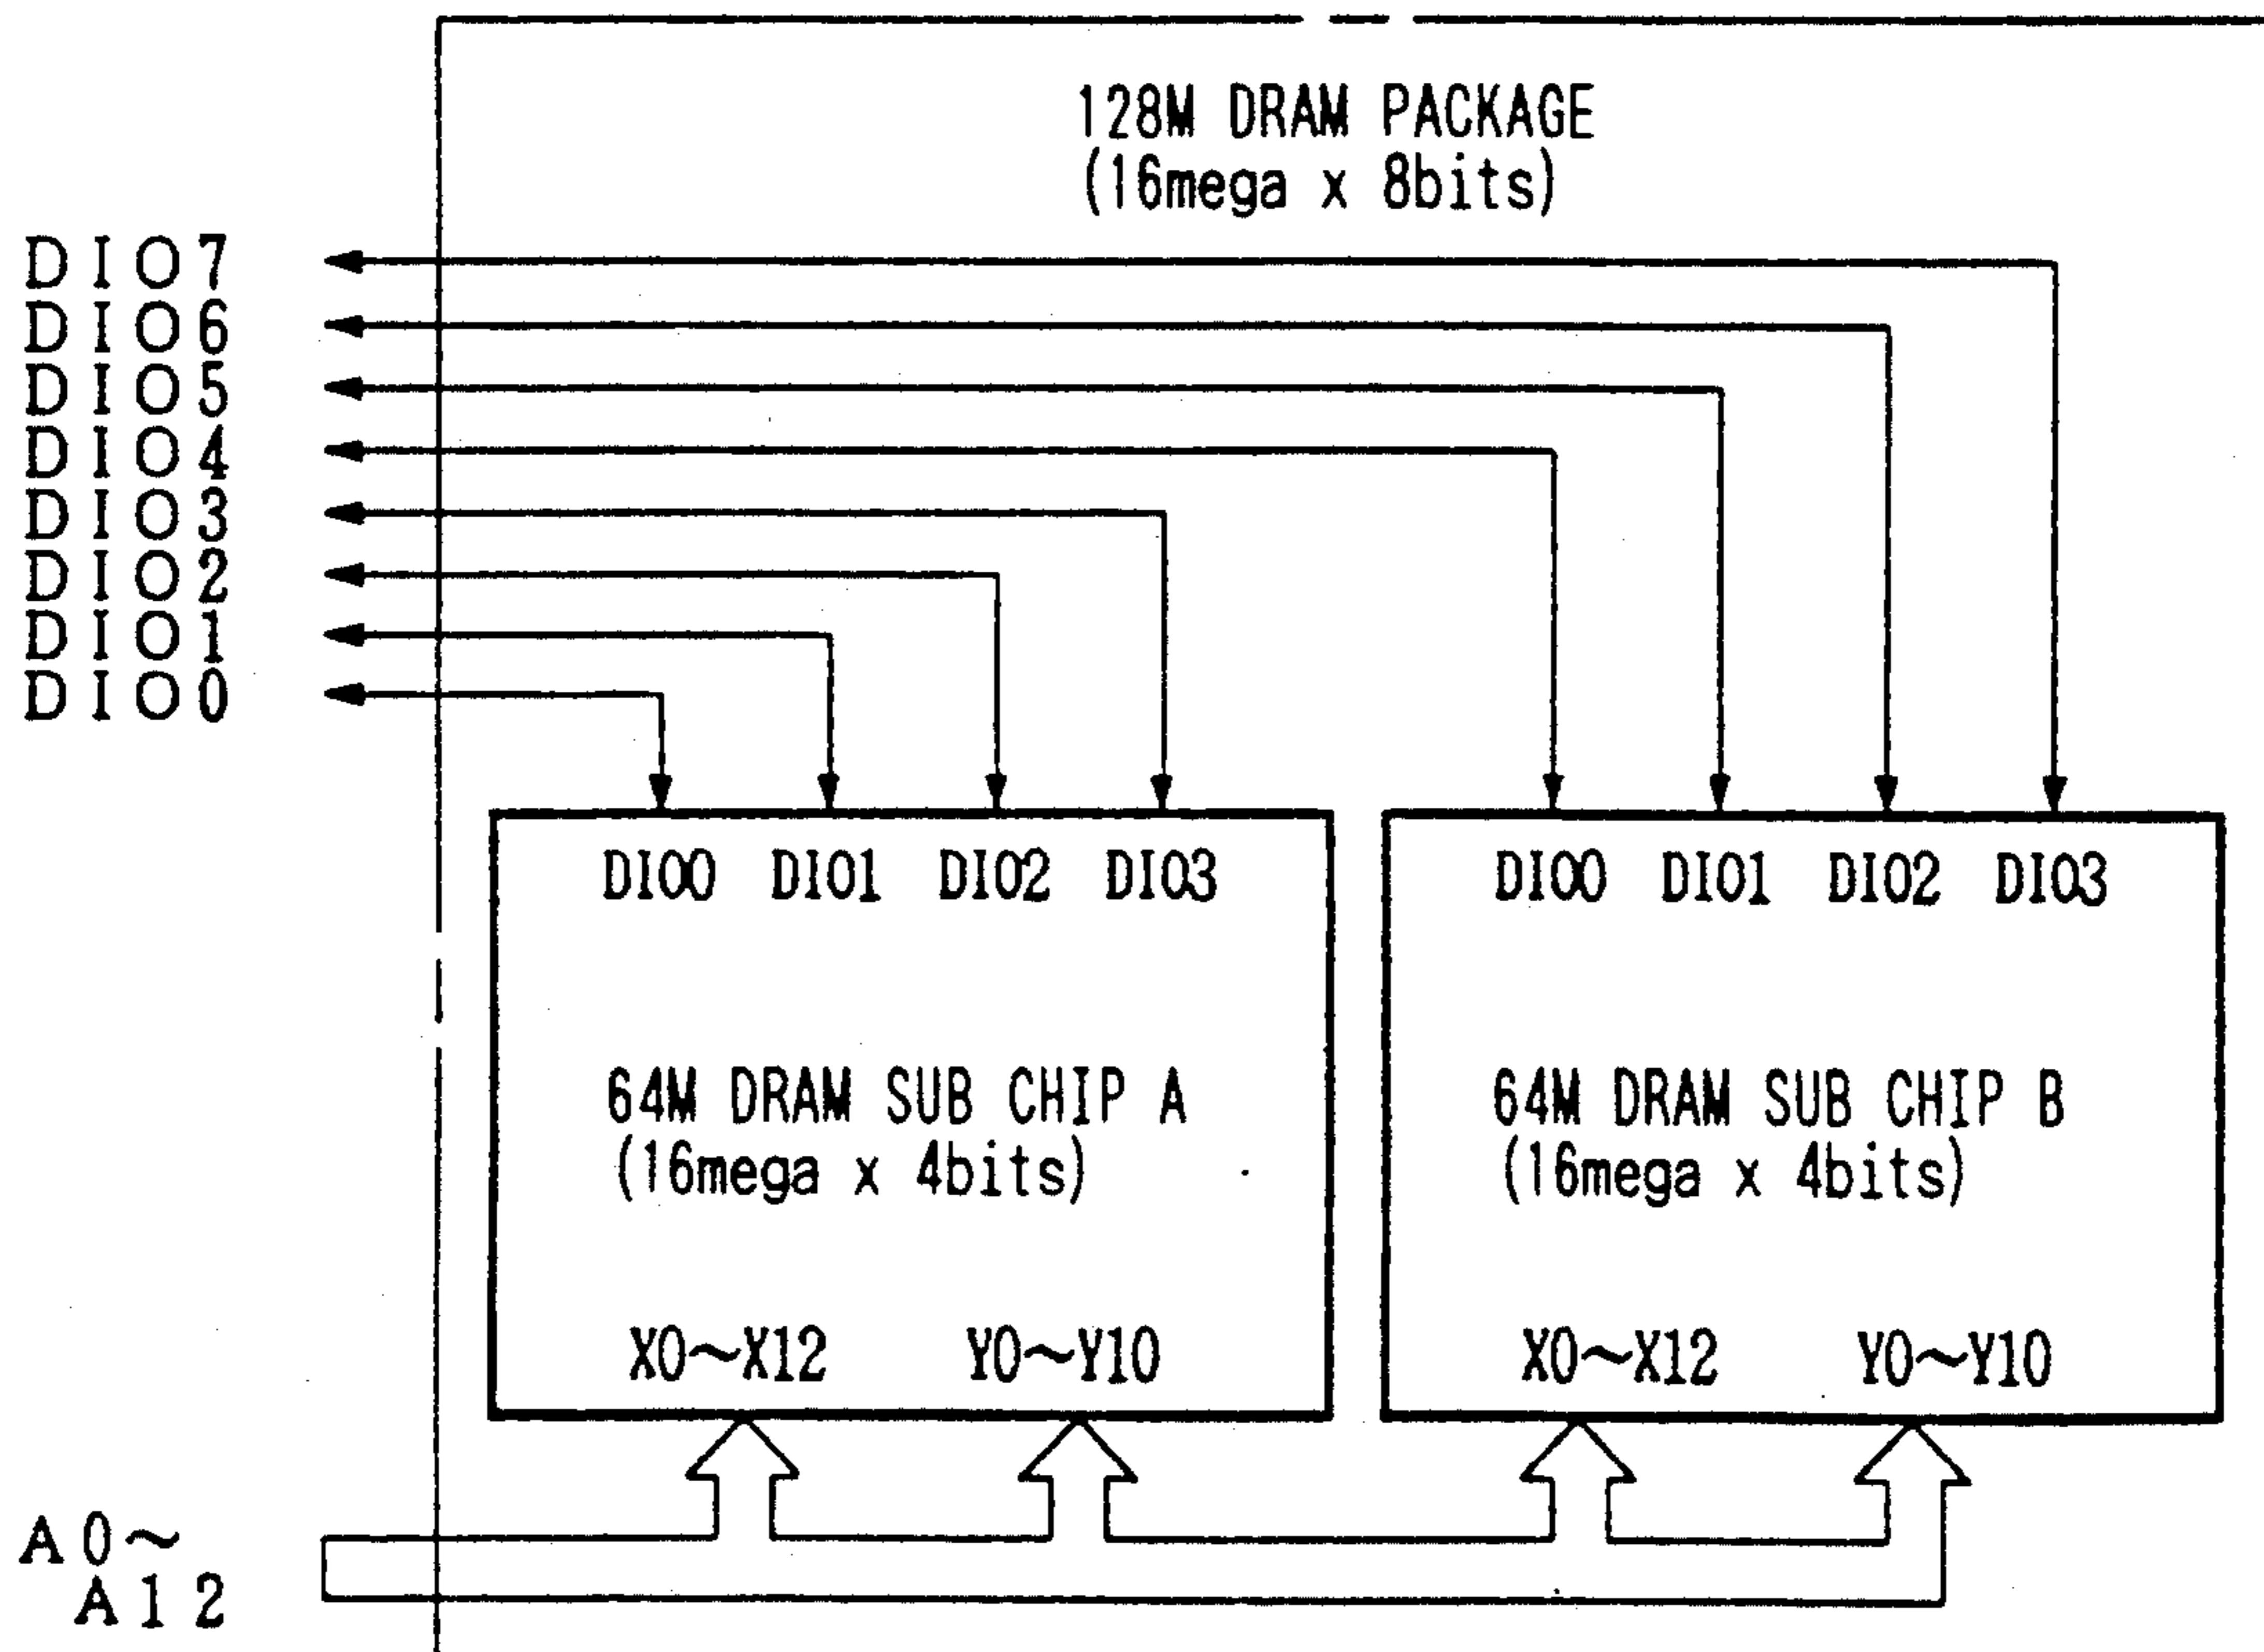 128M DRAM PACKAGE
(16mega x 8bits)
DIO7
DIO6
DIO5
DIO4
DIO3
DIO2
DIO1
DIO0
DIO0 DIO1 DIO2 DIO3
DIO0 DIO1 DIO2 DIO3
64M DRAM SUB CHIP A
(16mega x 4bits)
64M DRAM SUB CHIP B
(16mega x 4bits)
X0~X12 Y0~Y10
X0~X12 Y0~Y10
A0~
A12